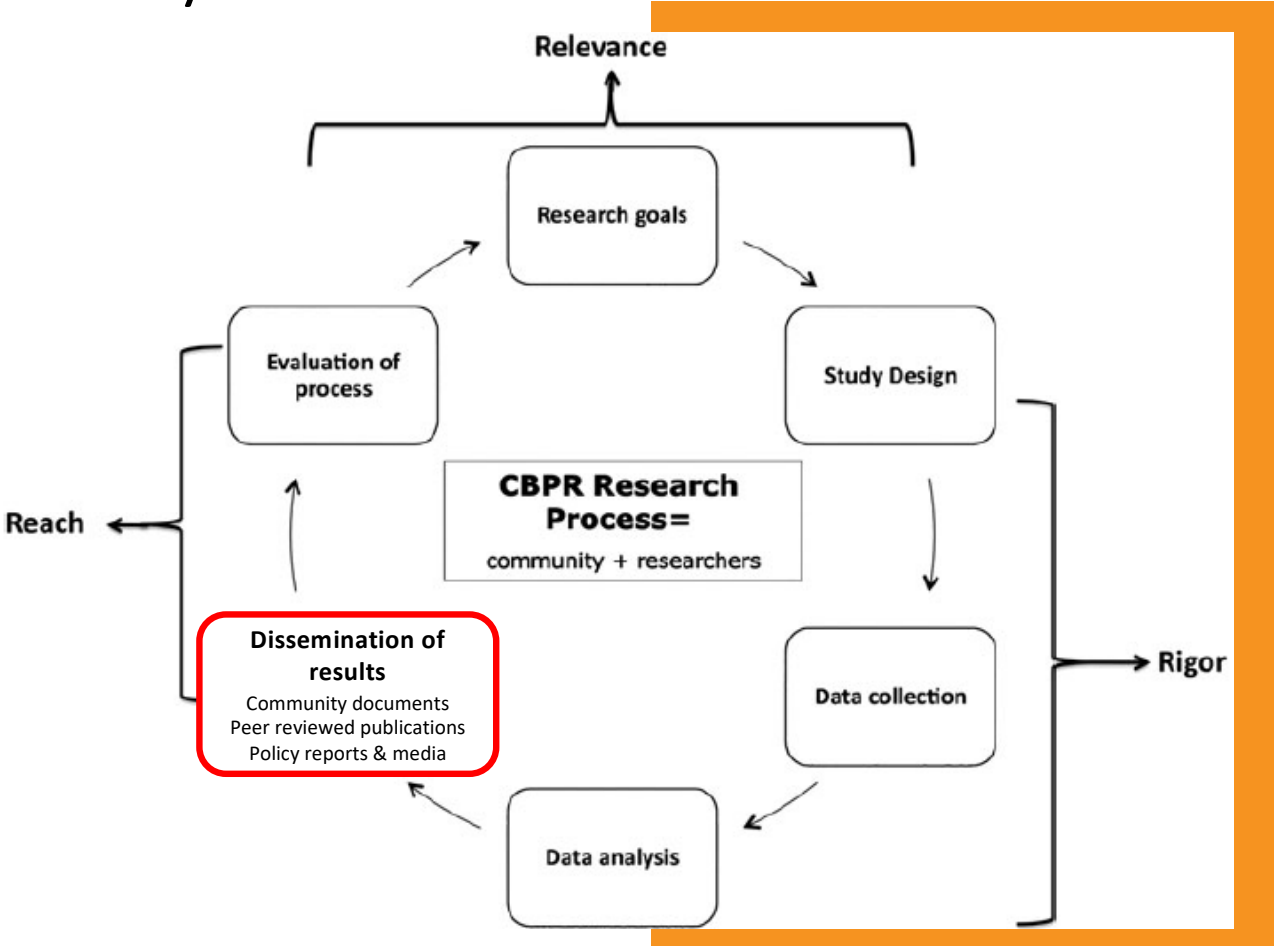 Relevance
Research goals
Evaluation of
process
Study Design
CBPR Research
Process=
community + researchers
Reach
Dissemination of
results
Community documents
Peer reviewed publications
Policy reports & media
Data collection
Rigor
Data analysis